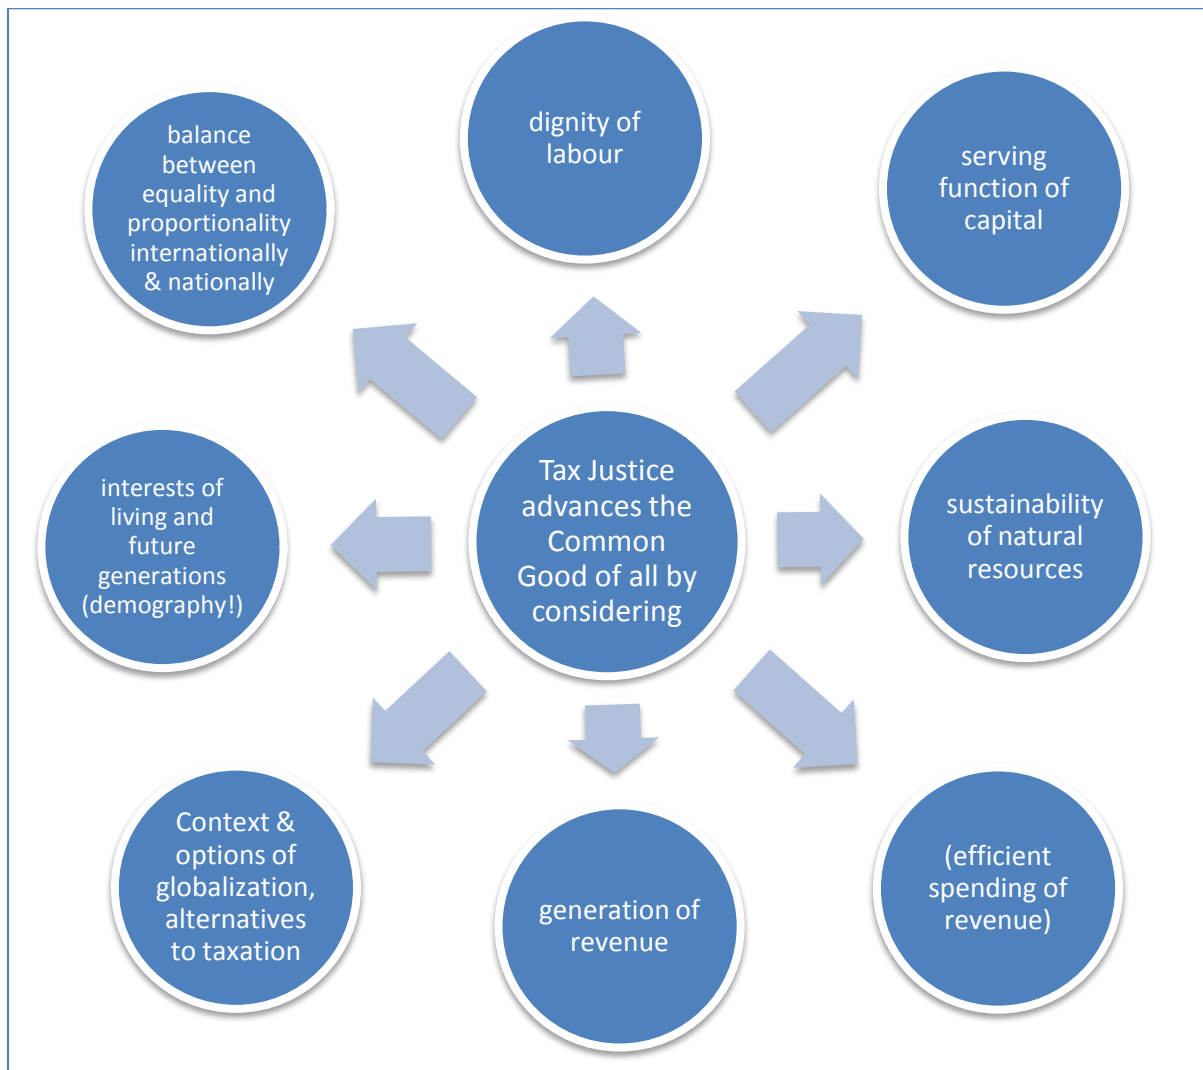 dignity of
labour
balance
between
equality and
proportionality
internationally
& nationally
serving
function of
capital
interests of
living and
future
generations
(demography!)
Tax Justice
advances the
Common
Good of all by
considering
sustainability
of natural
resources
Context &
options of
globalization,
alternatives
to taxation
generation of
revenue
(efficient
spending of
revenue)